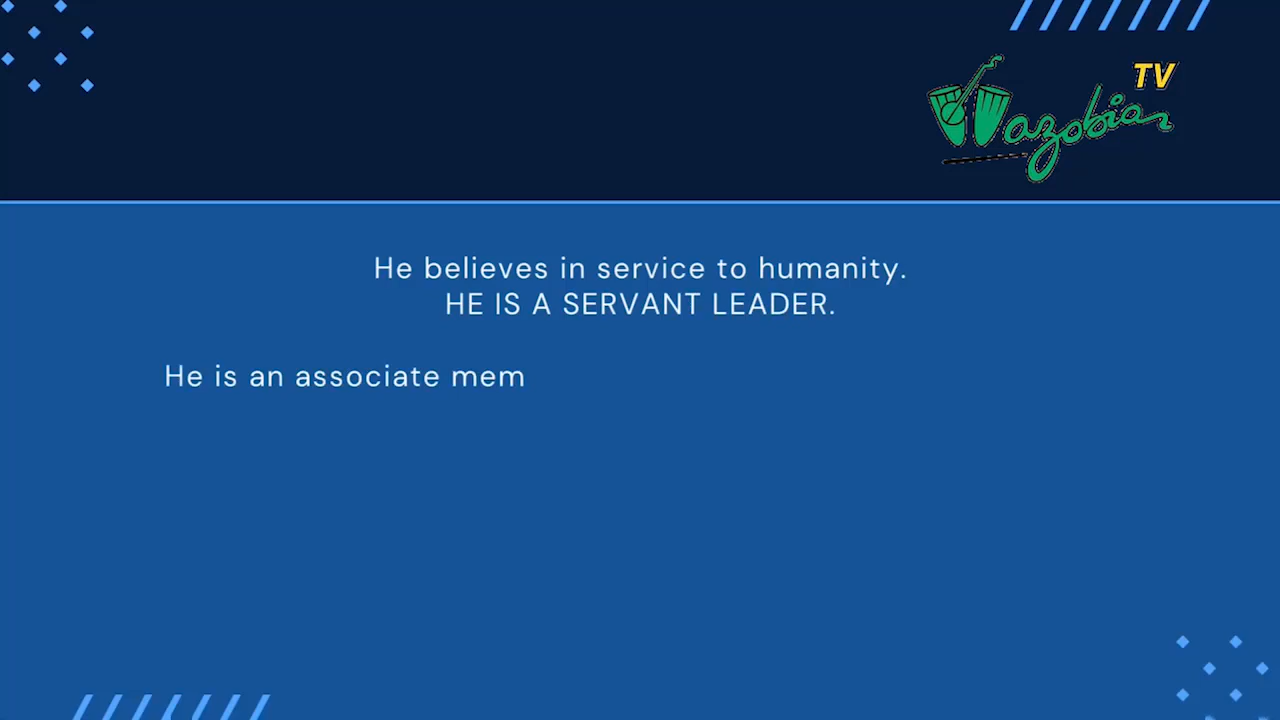 TV
Wazobia
He believes in service to humanity.
HE IS A SERVANT LEADER.
He is an associate mem